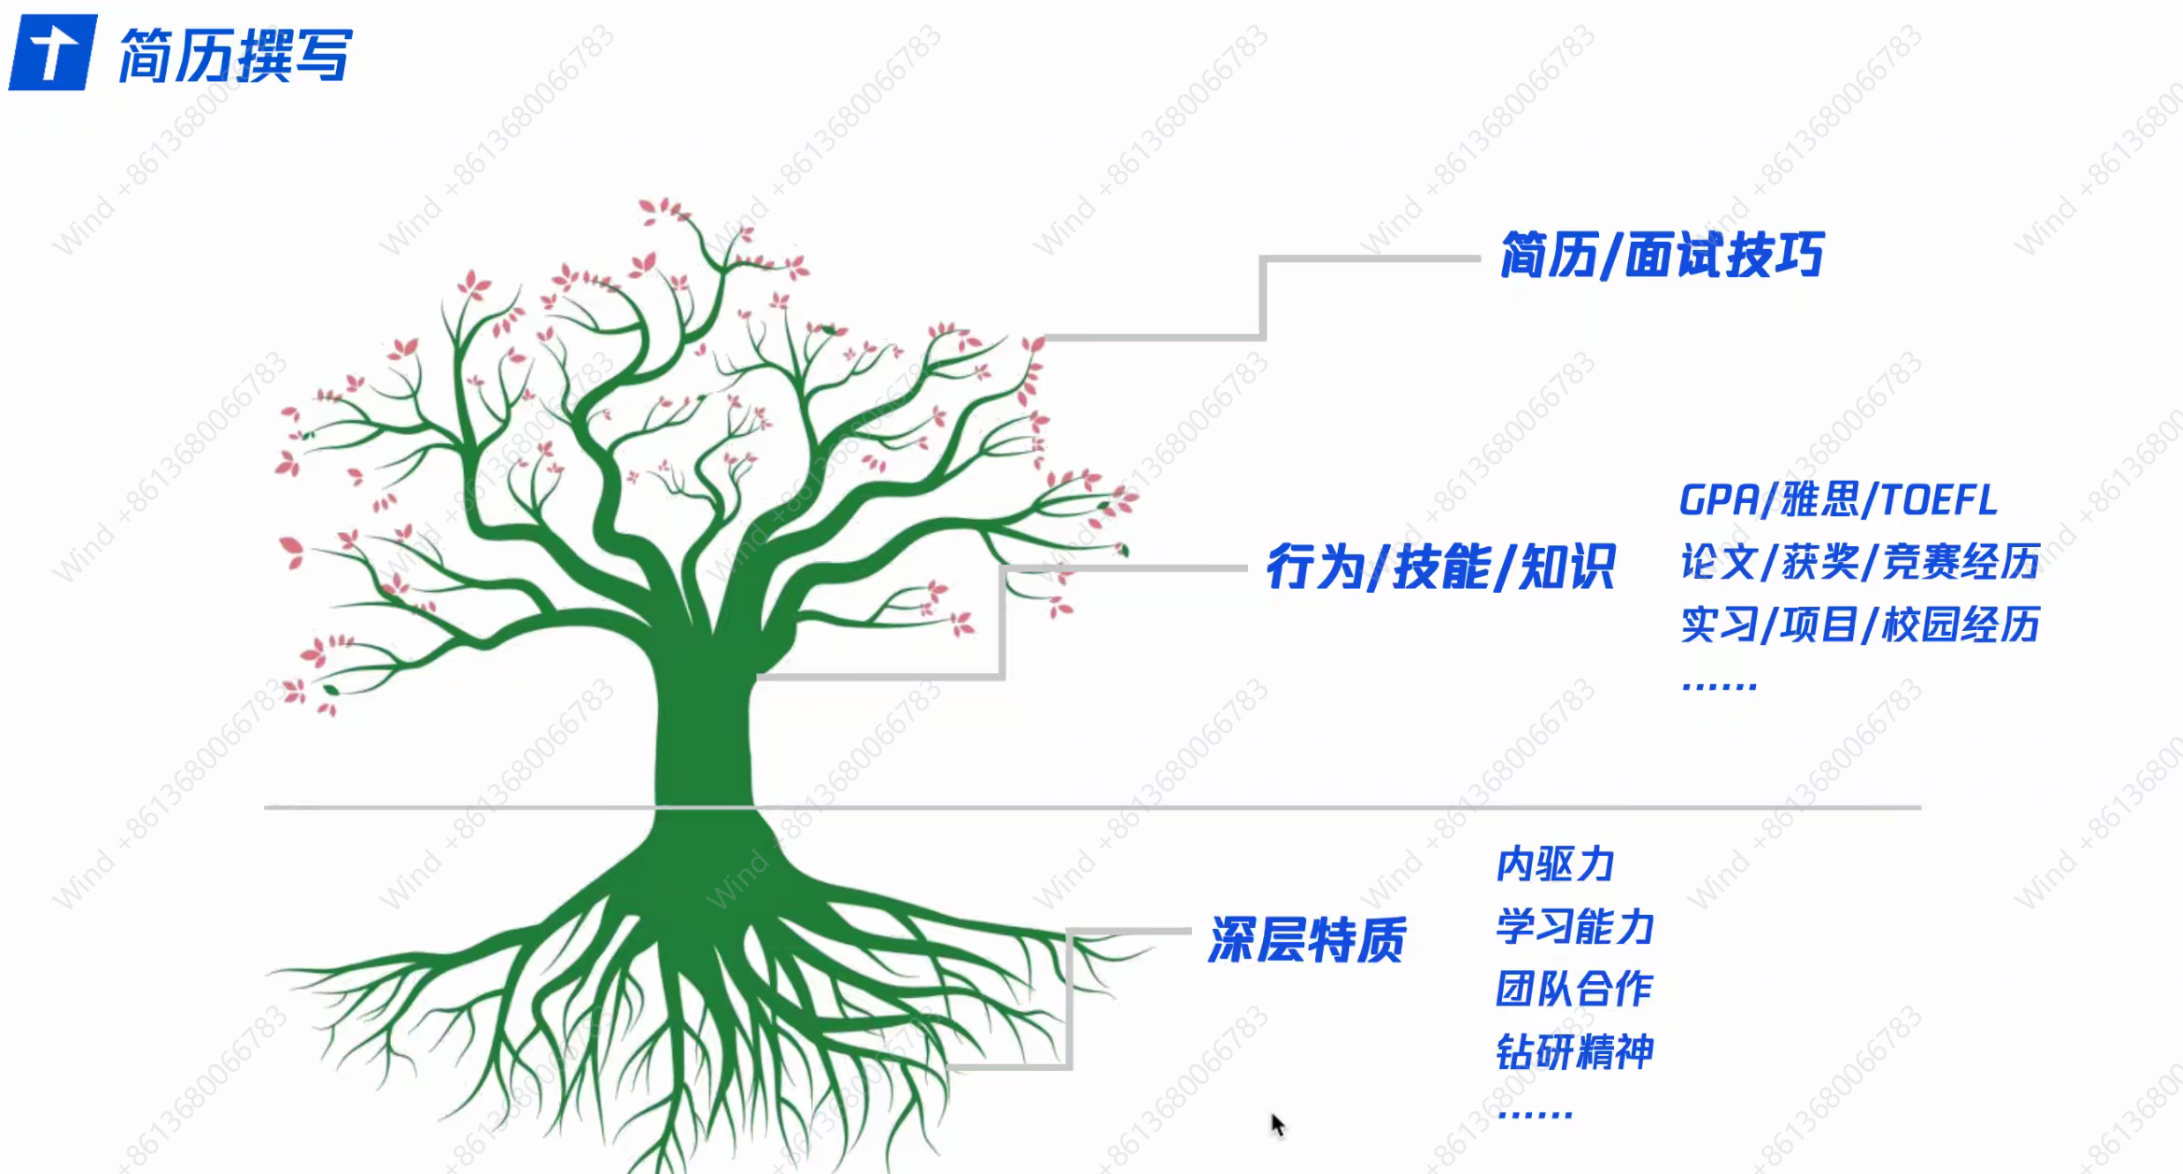 简历撰写
简历/面试技巧
行为/技能/知识
GPA/雅思/TOEFL
论文/获奖/竞赛经历
实习/项目/校园经历
......
深层特质
内驱力
学习能力
团队合作
钻研精神
......
Wind +8613680066783